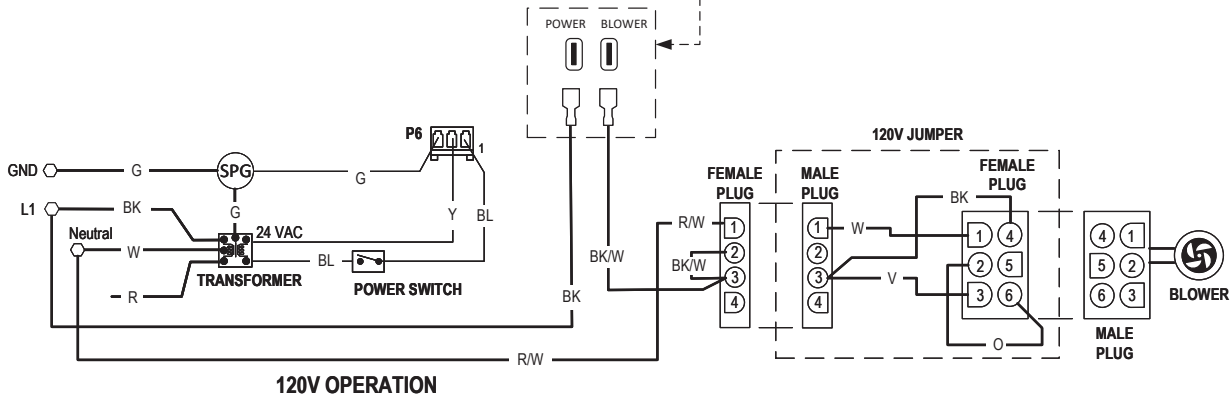 POWER BLOWER
P6
1
120V JUMPER
GND
G
SPG
G
FEMALE
PLUG
MALE
PLUG
FEMALE
PLUG
L1
BK
G
Y
BL
R/W
1
1
W
BK
1 4
4 1
Neutral
W
24 VAC
BK/W
BK/W
2
2
2 5
5 2
TRANSFORMER
BL
3
3
V
3 6
6 3
BLOWER
R
POWER SWITCH
BK
4
4
O
MALE
PLUG
R/W
120V OPERATION